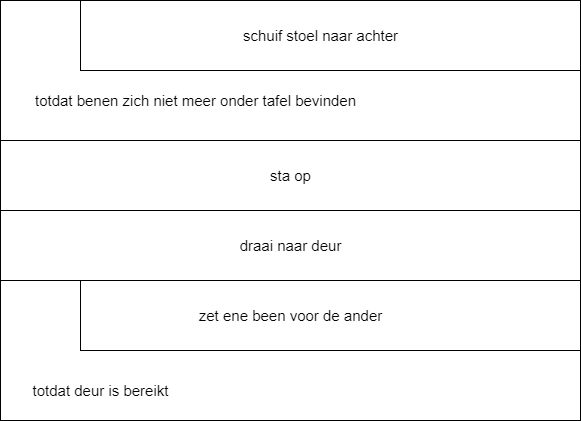 schuif stoel naar achter
totdat benen zich niet meer onder tafel bevinden
sta op
draai naar deur
zet ene been voor de ander
totdat deur is bereikt